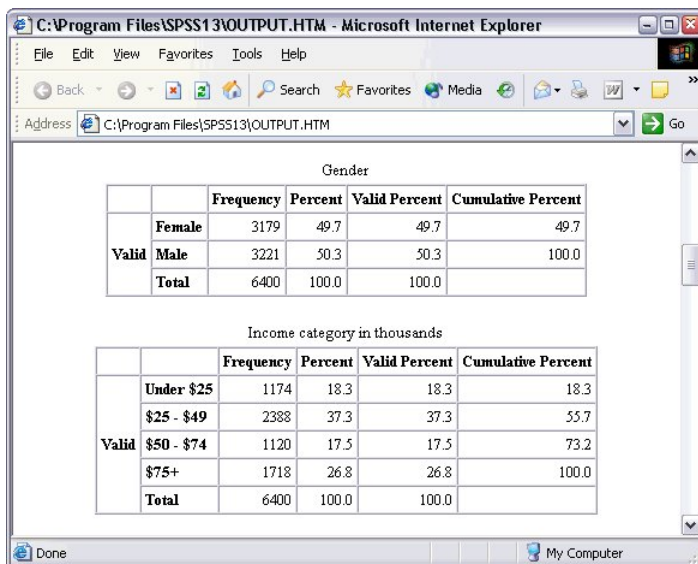 C:\Program Files\SPSS13\OUTPUT.HTM - Microsoft Internet Explorer
File Edit View Favorites Tools Help
Back Search Favorites Media »
Address C:\Program Files\SPSS13\OUTPUT.HTM Go
Gender
Frequency Percent Valid Percent Cumulative Percent
Valid Female 3179 49.7 49.7 49.7
Male 3221 50.3 50.3 100.0
Total 6400 100.0 100.0
Income category in thousands
Frequency Percent Valid Percent Cumulative Percent
Valid Under $25 1174 18.3 18.3 18.3
$25 - $49 2388 37.3 37.3 55.7
$50 - $74 1120 17.5 17.5 73.2
$75+ 1718 26.8 26.8 100.0
Total 6400 100.0 100.0
Done My Computer